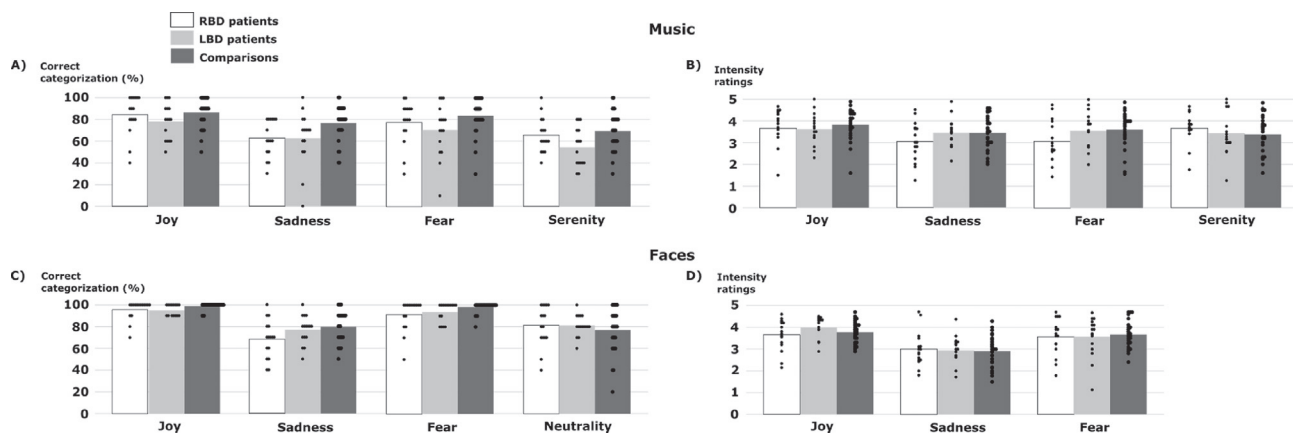 RBD patients
LBD patients
Comparisons
Music
A)
Correct
categorization (%)
100
80
60
40
20
0
Joy
Sadness
Fear
Serenity
B)
Intensity
ratings
5
4
3
2
1
0
Joy
Sadness
Fear
Serenity
Faces
C)
Correct
categorization (%)
100
80
60
40
20
0
Joy
Sadness
Fear
Neutrality
D)
Intensity
ratings
5
4
3
2
1
0
Joy
Sadness
Fear